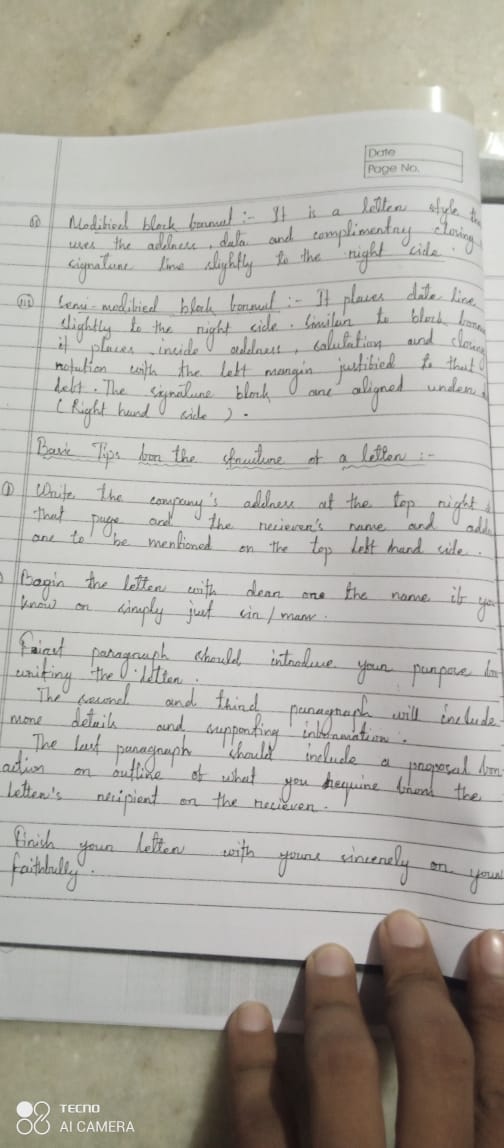 Date
Page No.
(ii) Modified block format :- It is a letter style the
uses the address, data and complimentary closing
signature line slightly to the right side.
(iii) Semi-modified block format :- It places date line
slightly to the right side. Similar to block format
it places inside address, salutation and closing
notation with the left margin justified to that
left. The signature block are aligned under
(Right hand side).
Basic Tips for the structure of a letter :-
Write the company's address at the top right
that page and the reciever's name and add
are to be mentioned on the top left hand side.
Begin the letter with dear the name if you
know or simply just sir/mam.
First paragraph should introduce your purpose for
writing the letter.
The second and third paragraph will include
more details and supporting information.
The last paragraph should include a proposal for
action or outline of what you require from the
letter's recipient or the reciever.
Finish your letter with yours sincerely or your
faithfully.
TECNO
AI CAMERA